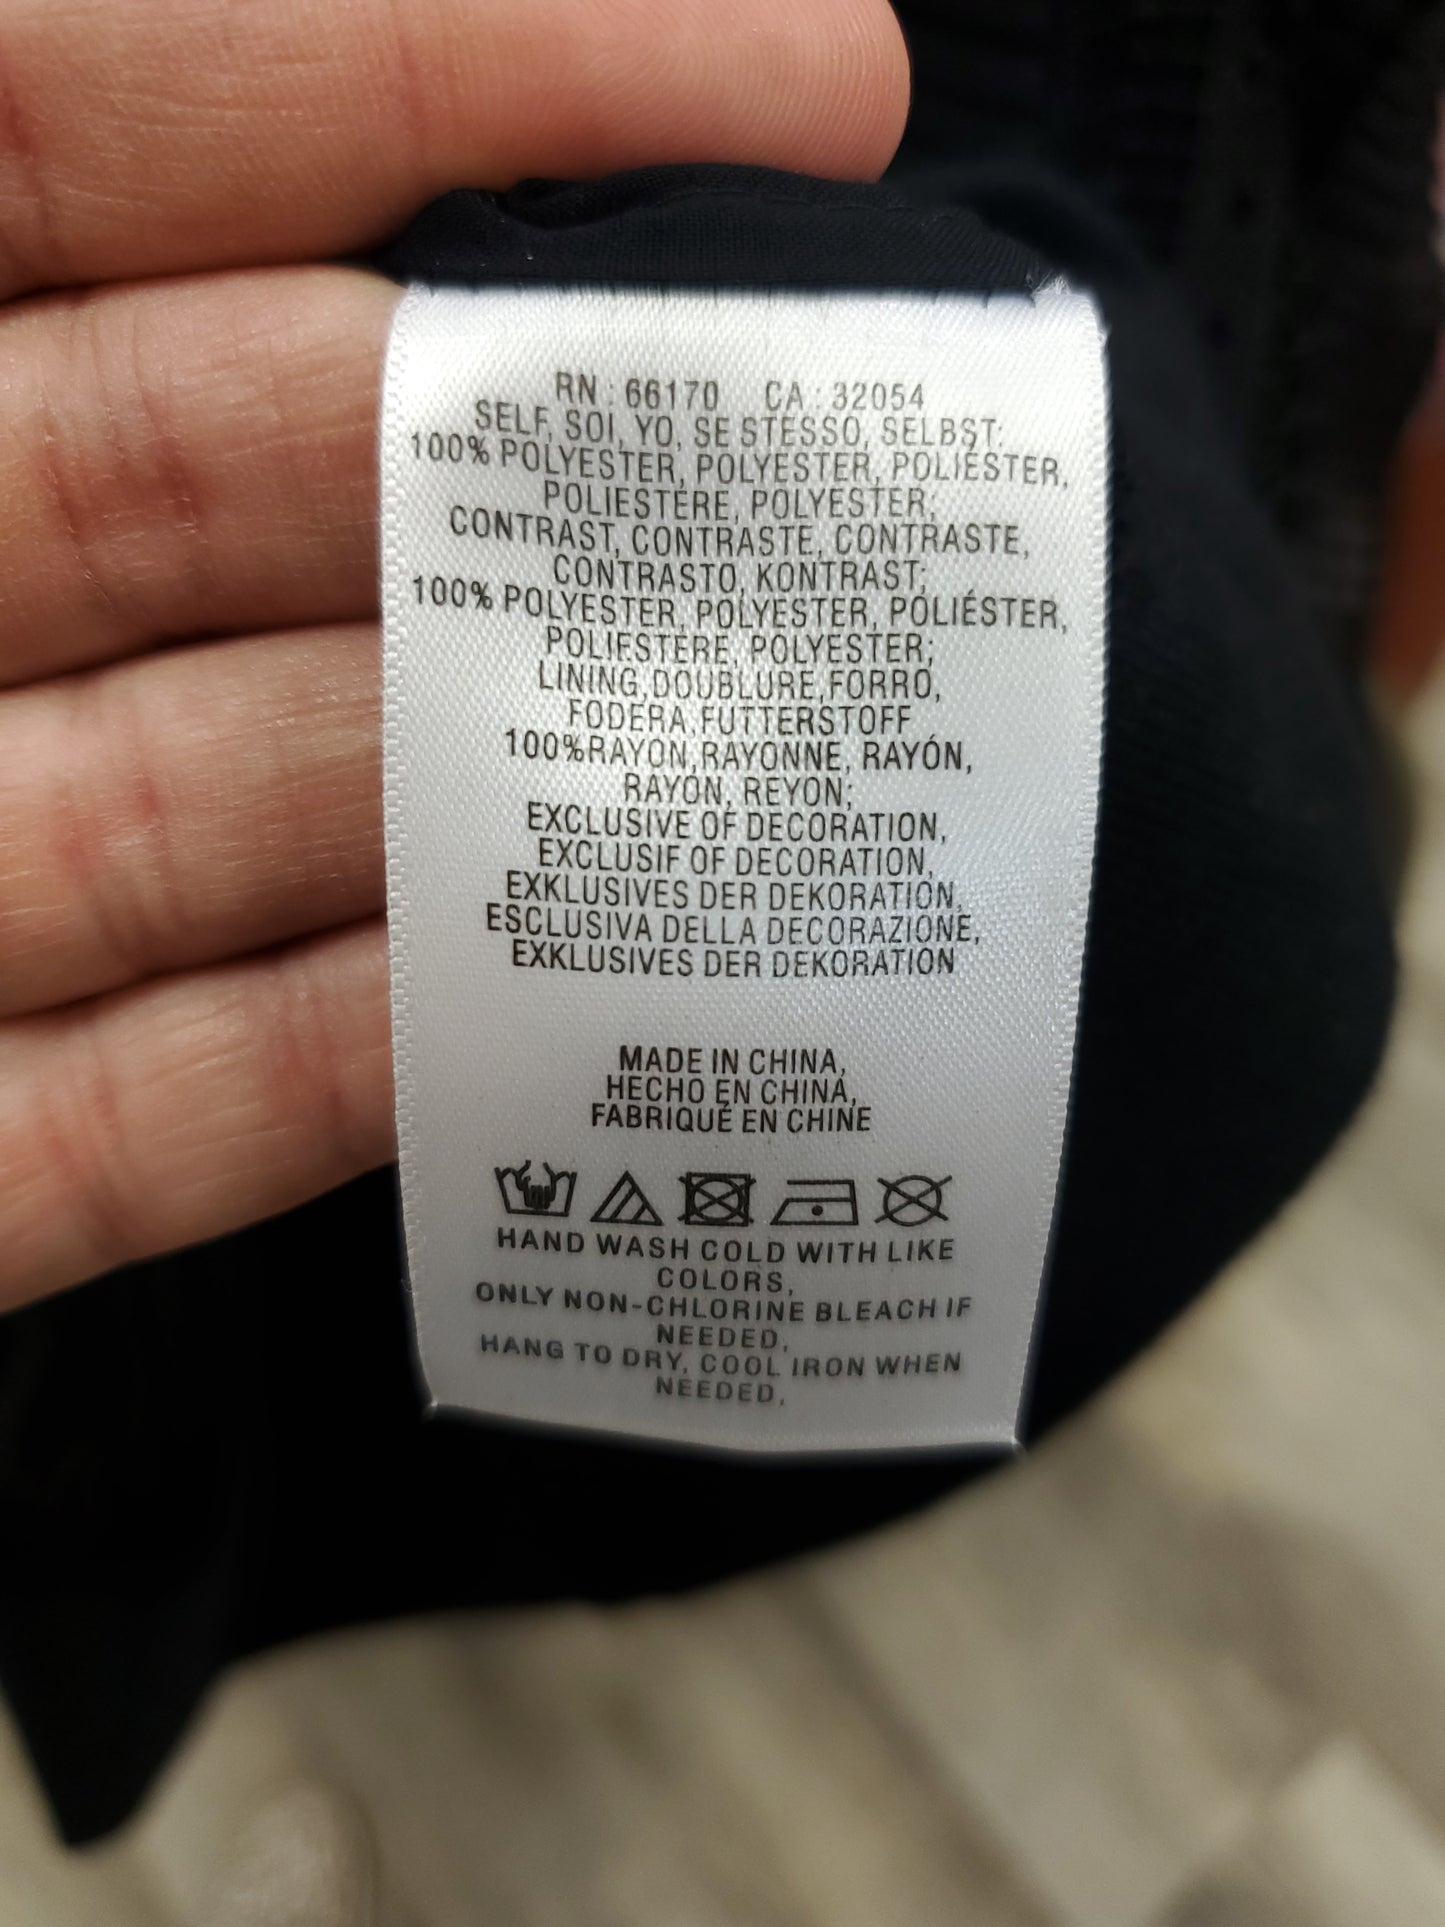 RN : 66170 CA : 32054
SELF, SOI, YO, SE STESSO, SELBST:
100% POLYESTER, POLYESTER, POLIÉSTER,
POLIESTERE, POLYESTER;
CONTRAST, CONTRASTE, CONTRASTE,
CONTRASTO, KONTRAST;
100% POLYESTER, POLYESTER, POLIÉSTER,
POLIESTERE, POLYESTER;
LINING,DOUBLURE,FORRO,
FODERA,FUTTERSTOFF
100%RAYON,RAYONNE, RAYÓN,
RAYON, REYON;
EXCLUSIVE OF DECORATION,
EXCLUSIF OF DECORATION,
EXKLUSIVES DER DEKORATION,
ESCLUSIVA DELLA DECORAZIONE,
EXKLUSIVES DER DEKORATION
MADE IN CHINA,
HECHO EN CHINA,
FABRIQUÉ EN CHINE
HAND WASH COLD WITH LIKE
COLORS,
ONLY NON-CHLORINE BLEACH IF
NEEDED,
HANG TO DRY, COOL IRON WHEN
NEEDED,